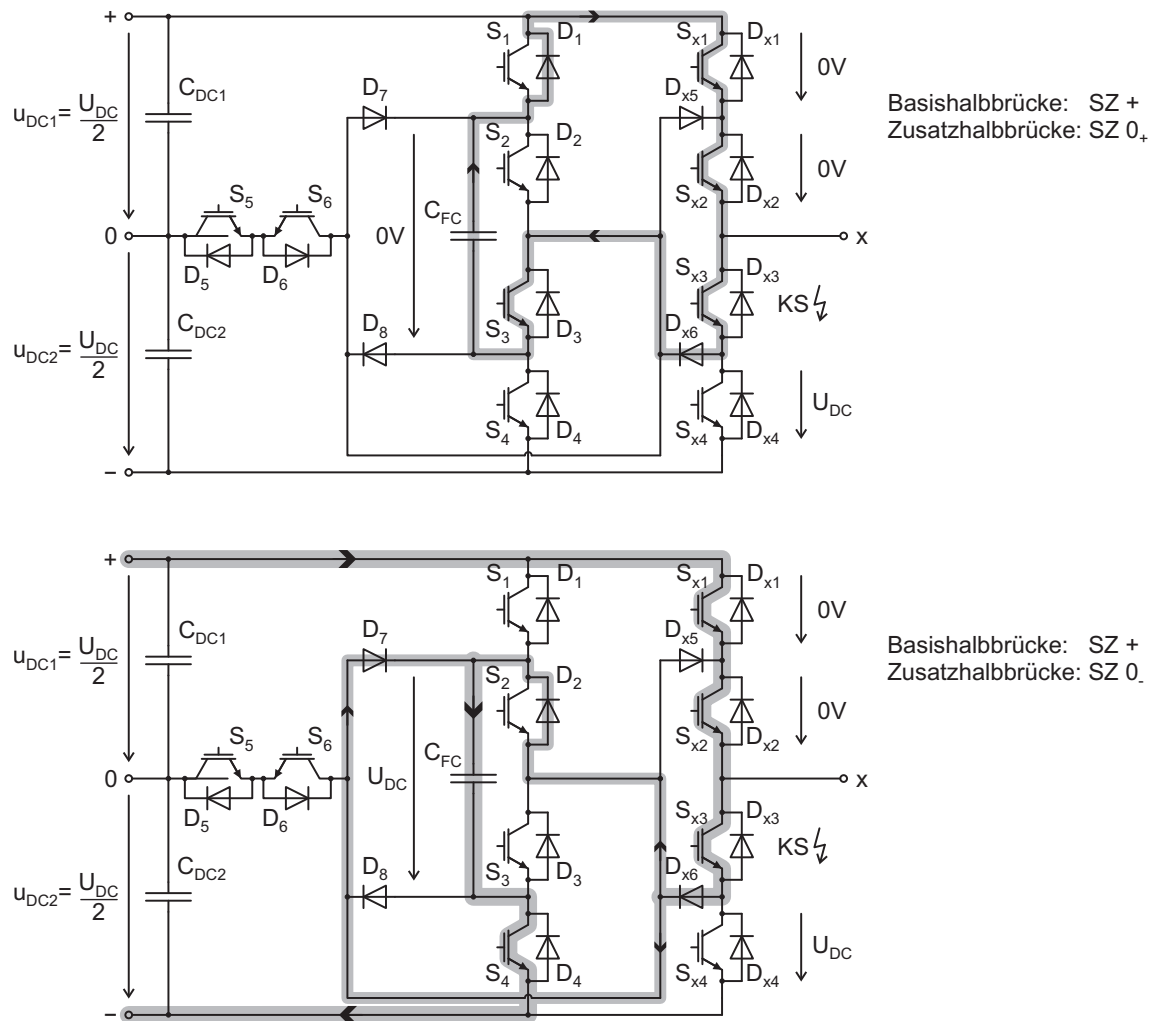 +
S1 D1 Sx1 Dx1
CDC1 0V
D7 Dx5
uDC1= UDC/2
Basishalbbrücke: SZ +
Zusatzhalbbrücke: SZ 0+
S2 D2 Sx2 Dx2
0V
S5 S6 CFC
0 0V x
D5 D6
Sx3 Dx3
KS
CDC2 D8 S3 D3 Dx6
uDC2= UDC/2
UDC
S4 D4 Sx4 Dx4
–
+
S1 D1 Sx1 Dx1
CDC1 0V
D7 Dx5
uDC1= UDC/2
Basishalbbrücke: SZ +
Zusatzhalbbrücke: SZ 0-
S2 D2 Sx2 Dx2
0V
S5 S6 CFC
0 UDC x
D5 D6
Sx3 Dx3
KS
CDC2 D8 S3 D3 Dx6
uDC2= UDC/2
UDC
S4 D4 Sx4 Dx4
–